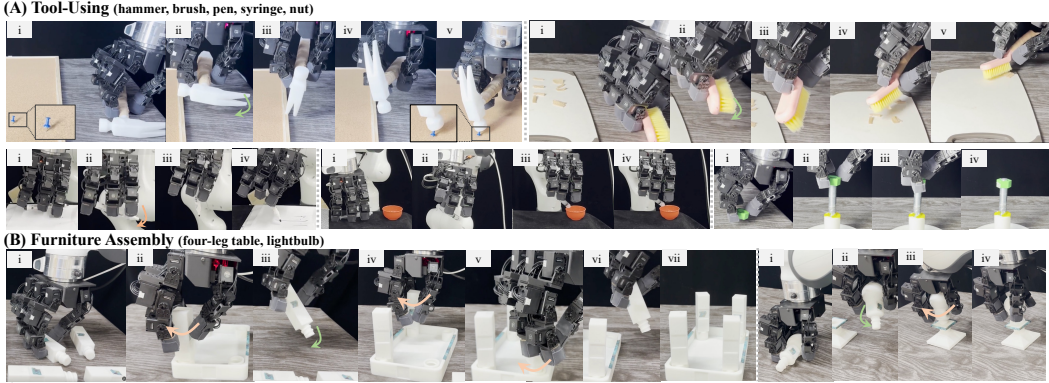 (A) Tool-Using (hammer, brush, pen, syringe, nut)
i ii iii iv v i ii iii iv v
i ii iii iv i ii iii iv i ii iii iv
(B) Furniture Assembly (four-leg table, lightbulb)
i ii iii iv v vi vii i ii iii iv